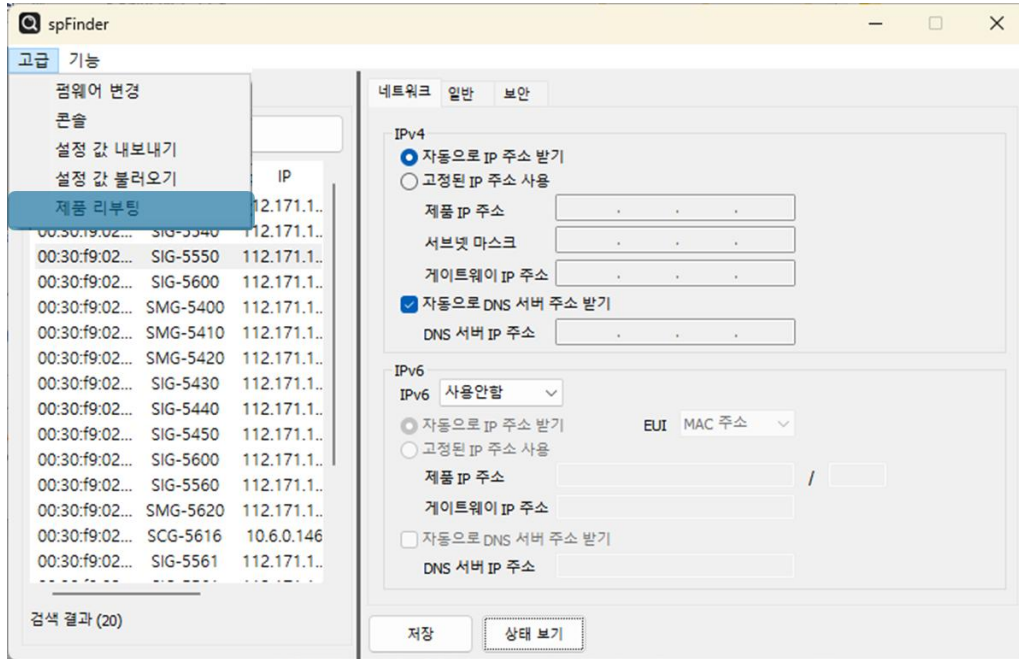 spFinder
고급 기능
펌웨어 변경
콘솔
설정 값 내보내기
설정 값 불러오기
제품 리부팅
IP
12.171.1..
00:30:f9:02... SIG-5540 112.171.1..
00:30:f9:02... SIG-5550 112.171.1..
00:30:f9:02... SIG-5600 112.171.1..
00:30:f9:02... SMG-5400 112.171.1..
00:30:f9:02... SMG-5410 112.171.1..
00:30:f9:02... SMG-5420 112.171.1..
00:30:f9:02... SIG-5430 112.171.1..
00:30:f9:02... SIG-5440 112.171.1..
00:30:f9:02... SIG-5450 112.171.1..
00:30:f9:02... SIG-5600 112.171.1..
00:30:f9:02... SIG-5560 112.171.1..
00:30:f9:02... SMG-5620 112.171.1..
00:30:f9:02... SCG-5616 10.6.0.146
00:30:f9:02... SIG-5561 112.171.1..
검색 결과 (20)
네트워크 일반 보안
IPv4
자동으로 IP 주소 받기
고정된 IP 주소 사용
제품 IP 주소 . . .
서브넷 마스크 . . .
게이트웨이 IP 주소 . . .
자동으로 DNS 서버 주소 받기
DNS 서버 IP 주소 . . .
IPv6
IPv6 사용안함
자동으로 IP 주소 받기 EUI MAC 주소
고정된 IP 주소 사용
제품 IP 주소 /
게이트웨이 IP 주소
자동으로 DNS 서버 주소 받기
DNS 서버 IP 주소
저장 상태 보기